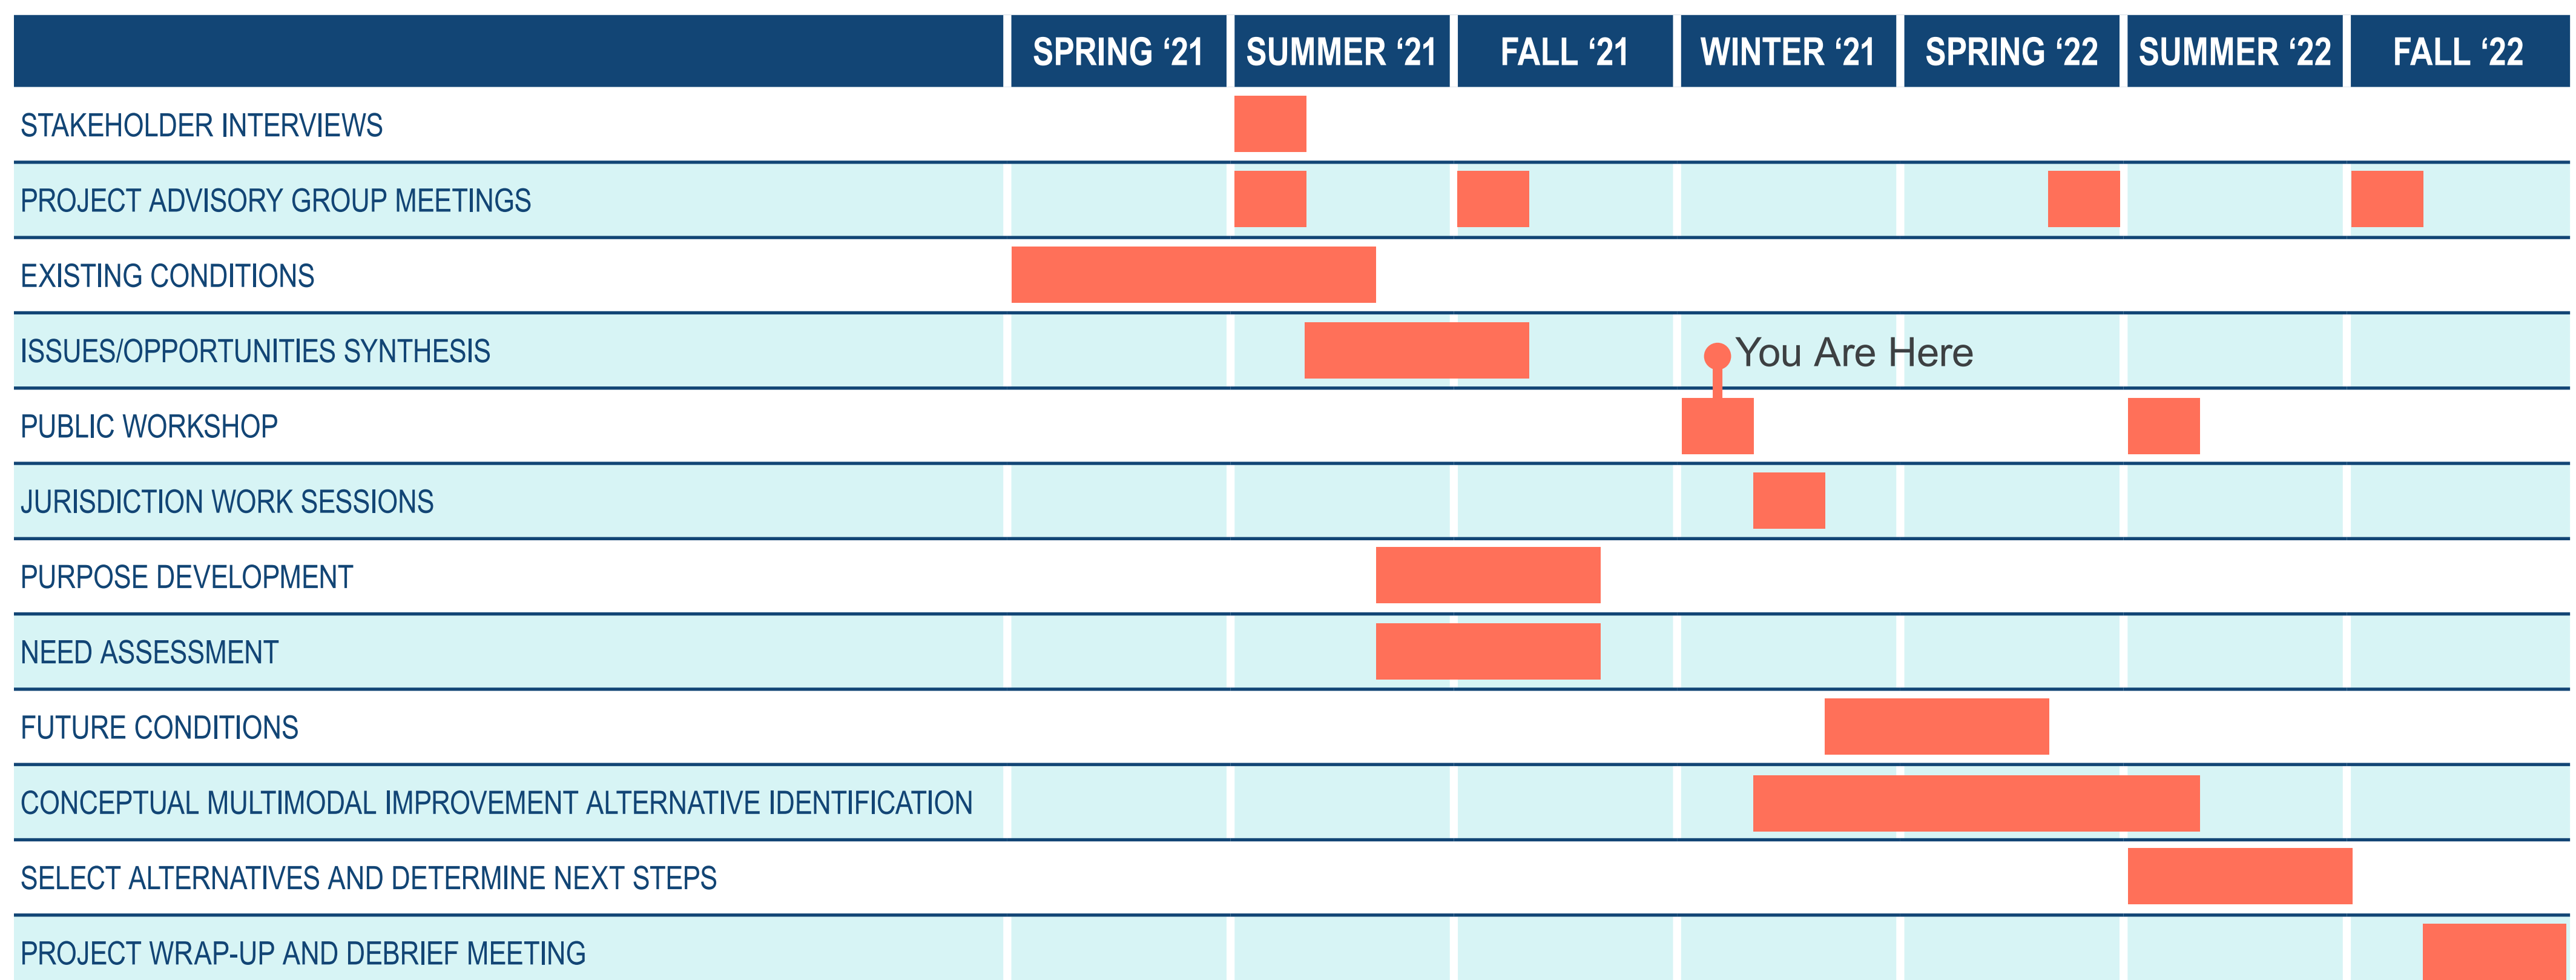 SPRING ‘21 SUMMER ‘21 FALL ‘21 WINTER ‘21 SPRING ‘22 SUMMER ‘22 FALL ‘22
STAKEHOLDER INTERVIEWS
PROJECT ADVISORY GROUP MEETINGS
EXISTING CONDITIONS
ISSUES/OPPORTUNITIES SYNTHESIS
You Are Here
PUBLIC WORKSHOP
JURISDICTION WORK SESSIONS
PURPOSE DEVELOPMENT
NEED ASSESSMENT
FUTURE CONDITIONS
CONCEPTUAL MULTIMODAL IMPROVEMENT ALTERNATIVE IDENTIFICATION
SELECT ALTERNATIVES AND DETERMINE NEXT STEPS
PROJECT WRAP-UP AND DEBRIEF MEETING